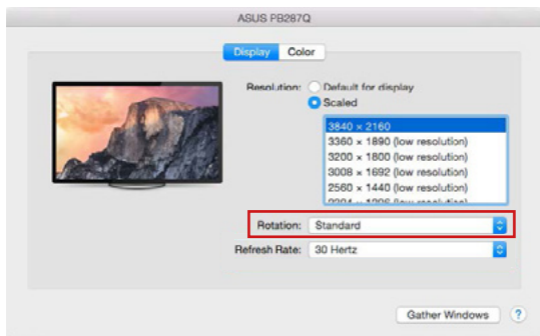 ASUS PB287Q
Display Color
Resolution: Default for display
Scaled
3840 × 2160
3360 × 1890 (low resolution)
3200 × 1800 (low resolution)
3008 × 1692 (low resolution)
2560 × 1440 (low resolution)
Rotation: Standard
Refresh Rate: 30 Hertz
Gather Windows ?